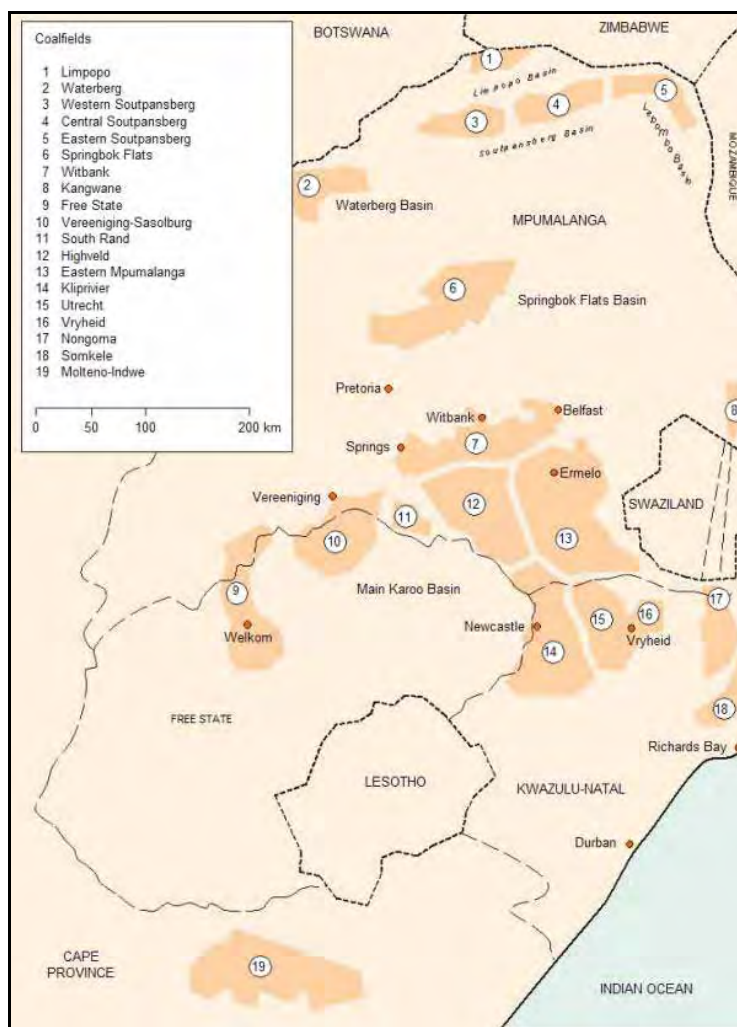 Coalfields
1 Limpopo
2 Waterberg
3 Western Soutpansberg
4 Central Soutpansberg
5 Eastern Soutpansberg
6 Springbok Flats
7 Witbank
8 Kangwane
9 Free State
10 Vereeniging-Sasolburg
11 South Rand
12 Highveld
13 Eastern Mpumalanga
14 Kliprivier
15 Utrecht
16 Vryheid
17 Nongoma
18 Somkele
19 Molteno-Indwe
0 50 100 200 km
BOTSWANA
ZIMBABWE
1
Limpopo Basin
5
4
3
Soutpansberg Basin
Lebombo Basin
MOZAMBIQUE
2
Waterberg Basin
MPUMALANGA
6
Springbok Flats Basin
Pretoria
8
Witbank
Belfast
Springs
7
Ermelo
Vereeniging
12
SWAZILAND
11
10
13
9
Main Karoo Basin
17
Welkom
Newcastle
15
16
Vryheid
14
18
FREE STATE
Richards Bay
LESOTHO
KWAZULU-NATAL
Durban
CAPE
PROVINCE
19
INDIAN OCEAN